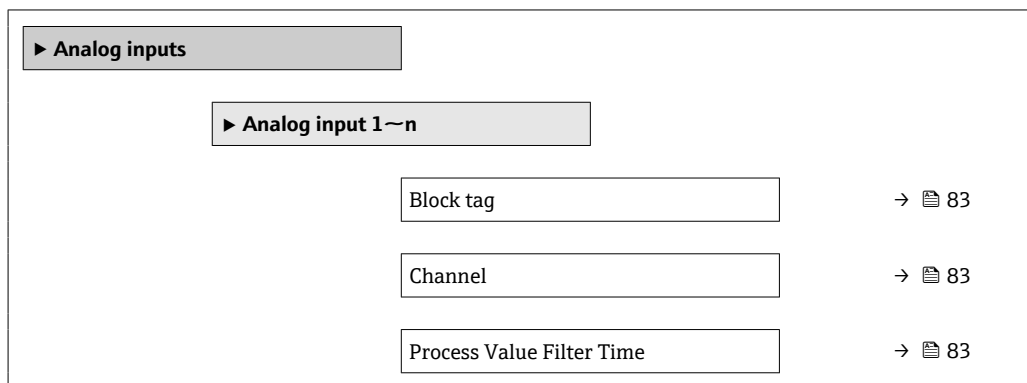 ▶ Analog inputs
▶ Analog input 1~n
Block tag → 83
Channel → 83
Process Value Filter Time → 83